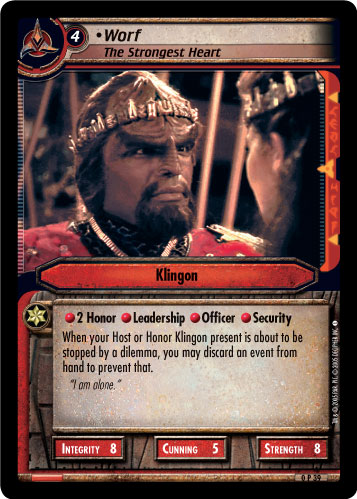 4
•Worf
The Strongest Heart
Klingon
2 Honor Leadership Officer Security
When your Host or Honor Klingon present is about to be
stopped by a dilemma, you may discard an event from
hand to prevent that.
"I am alone."
INTEGRITY 8 CUNNING 5 STRENGTH 8
0 P 39